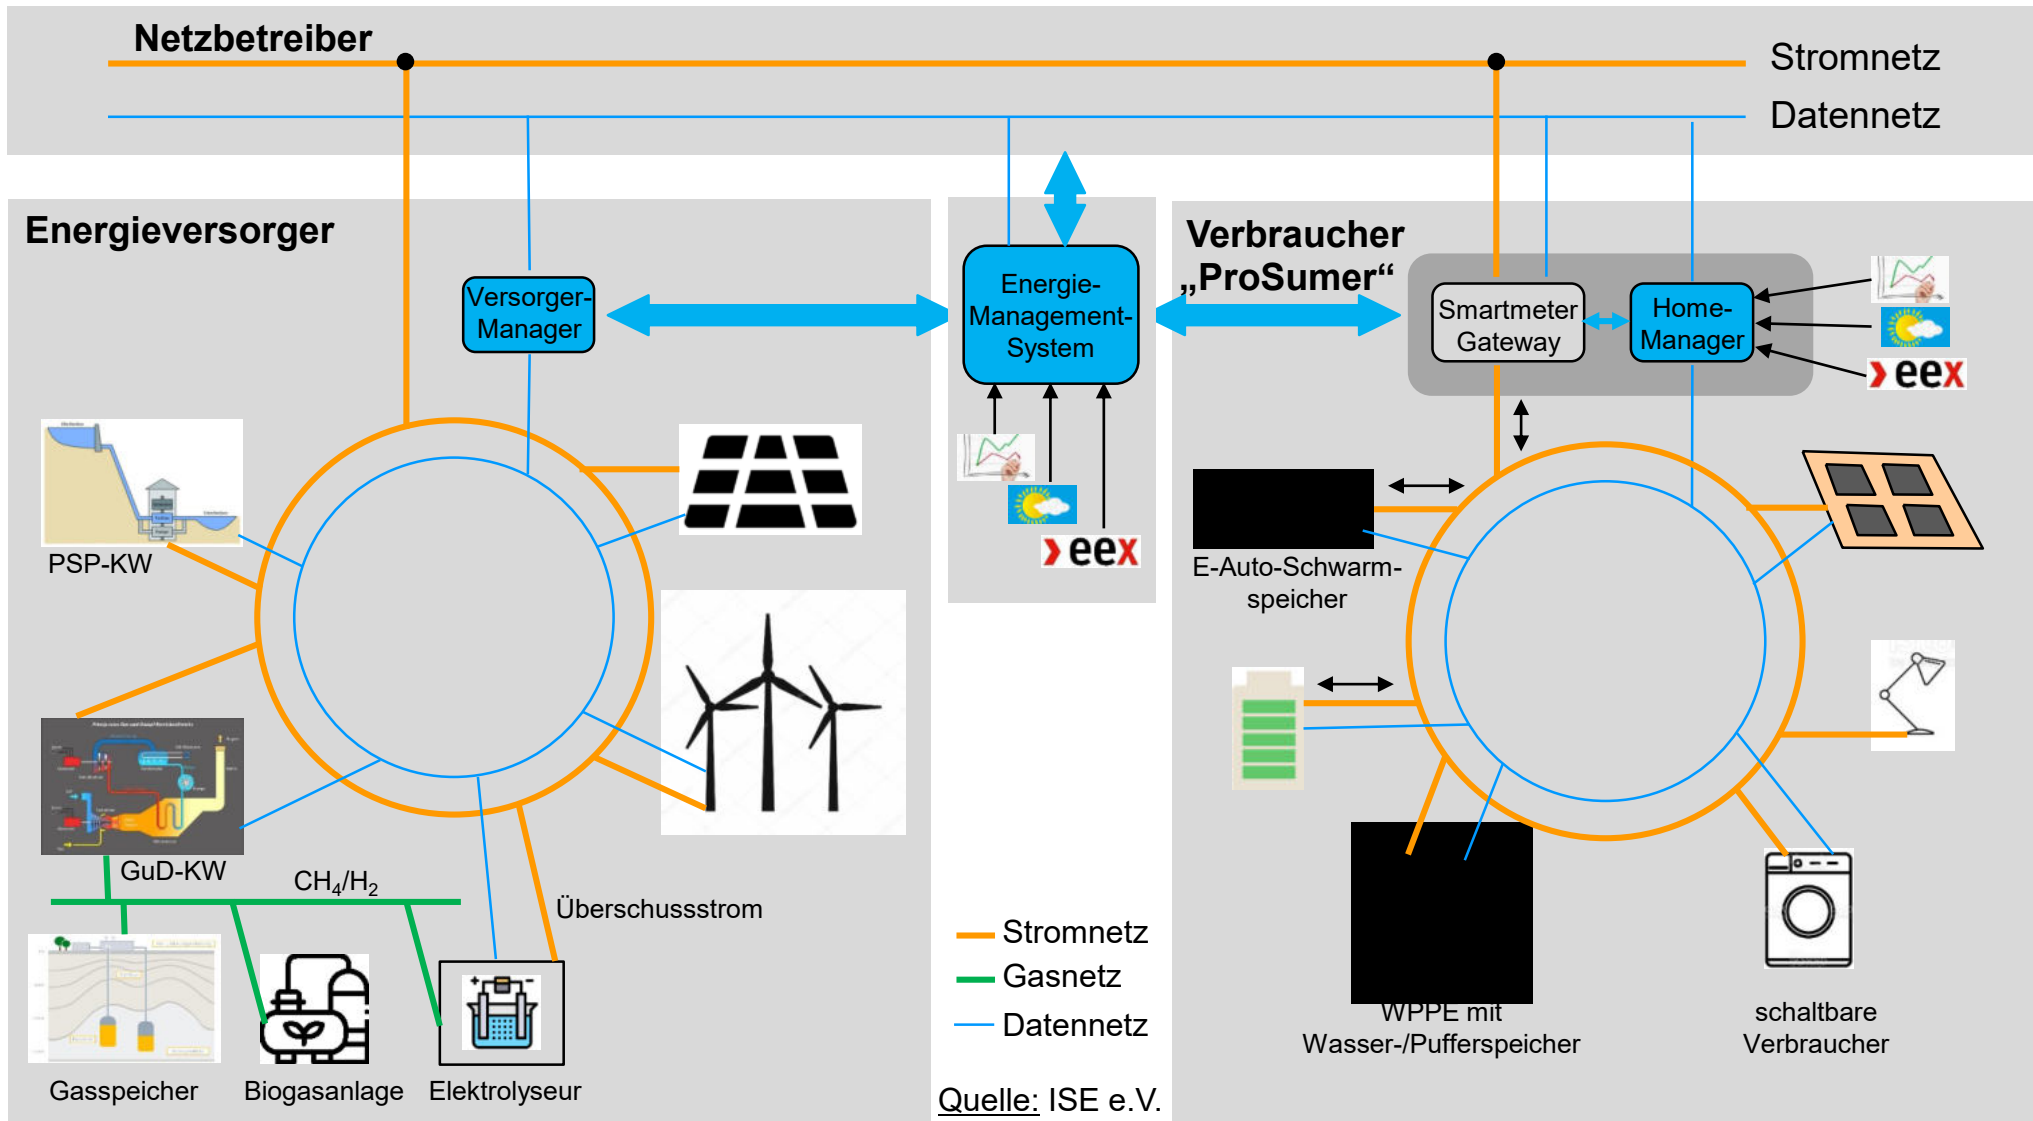 Netzbetreiber
Stromnetz
Datennetz
Energieversorger
Versorger-
Manager
Energie-
Management-
System
Verbraucher
„ProSumer“
Smartmeter
Gateway
Home-
Manager
eex
eex
PSP-KW
E-Auto-Schwarm-
speicher
GuD-KW
CH4/H2
Überschussstrom
Stromnetz
Gasnetz
Datennetz
WPPE mit
Wasser-/Pufferspeicher
schaltbare
Verbraucher
Gasspeicher
Biogasanlage
Elektrolyseur
Quelle: ISE e.V.